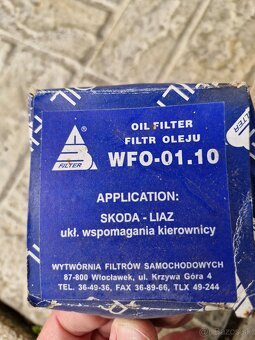 OIL FILTER
FILTR OLEJU
WFO-01.10
FILTER
APPLICATION:
SKODA - LIAZ
ukł. wspomagania kierownicy
WYTWÓRNIA FILTRÓW SAMOCHODOWYCH
87-800 Włocławek, ul. Krzywa Góra 4
TEL. 36-49-36, FAX 36-89-66, TLX 49-244
FILTER